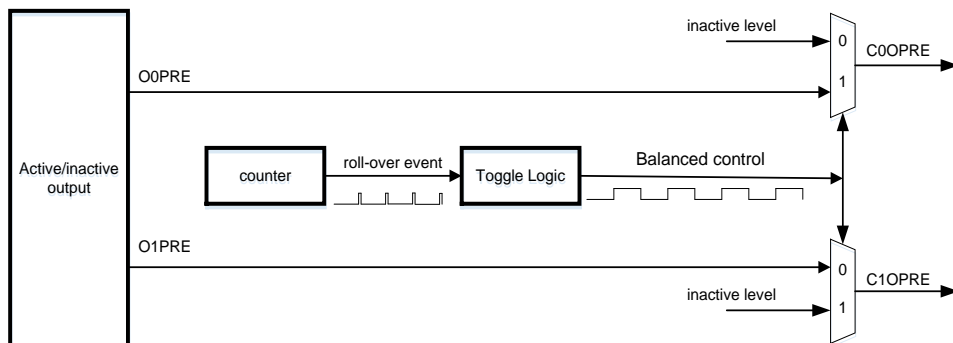 inactive level
0
C0OPRE
O0PRE
1
Active/inactive
output
counter
roll-over event
Toggle Logic
Balanced control
O1PRE
0
C1OPRE
inactive level
1